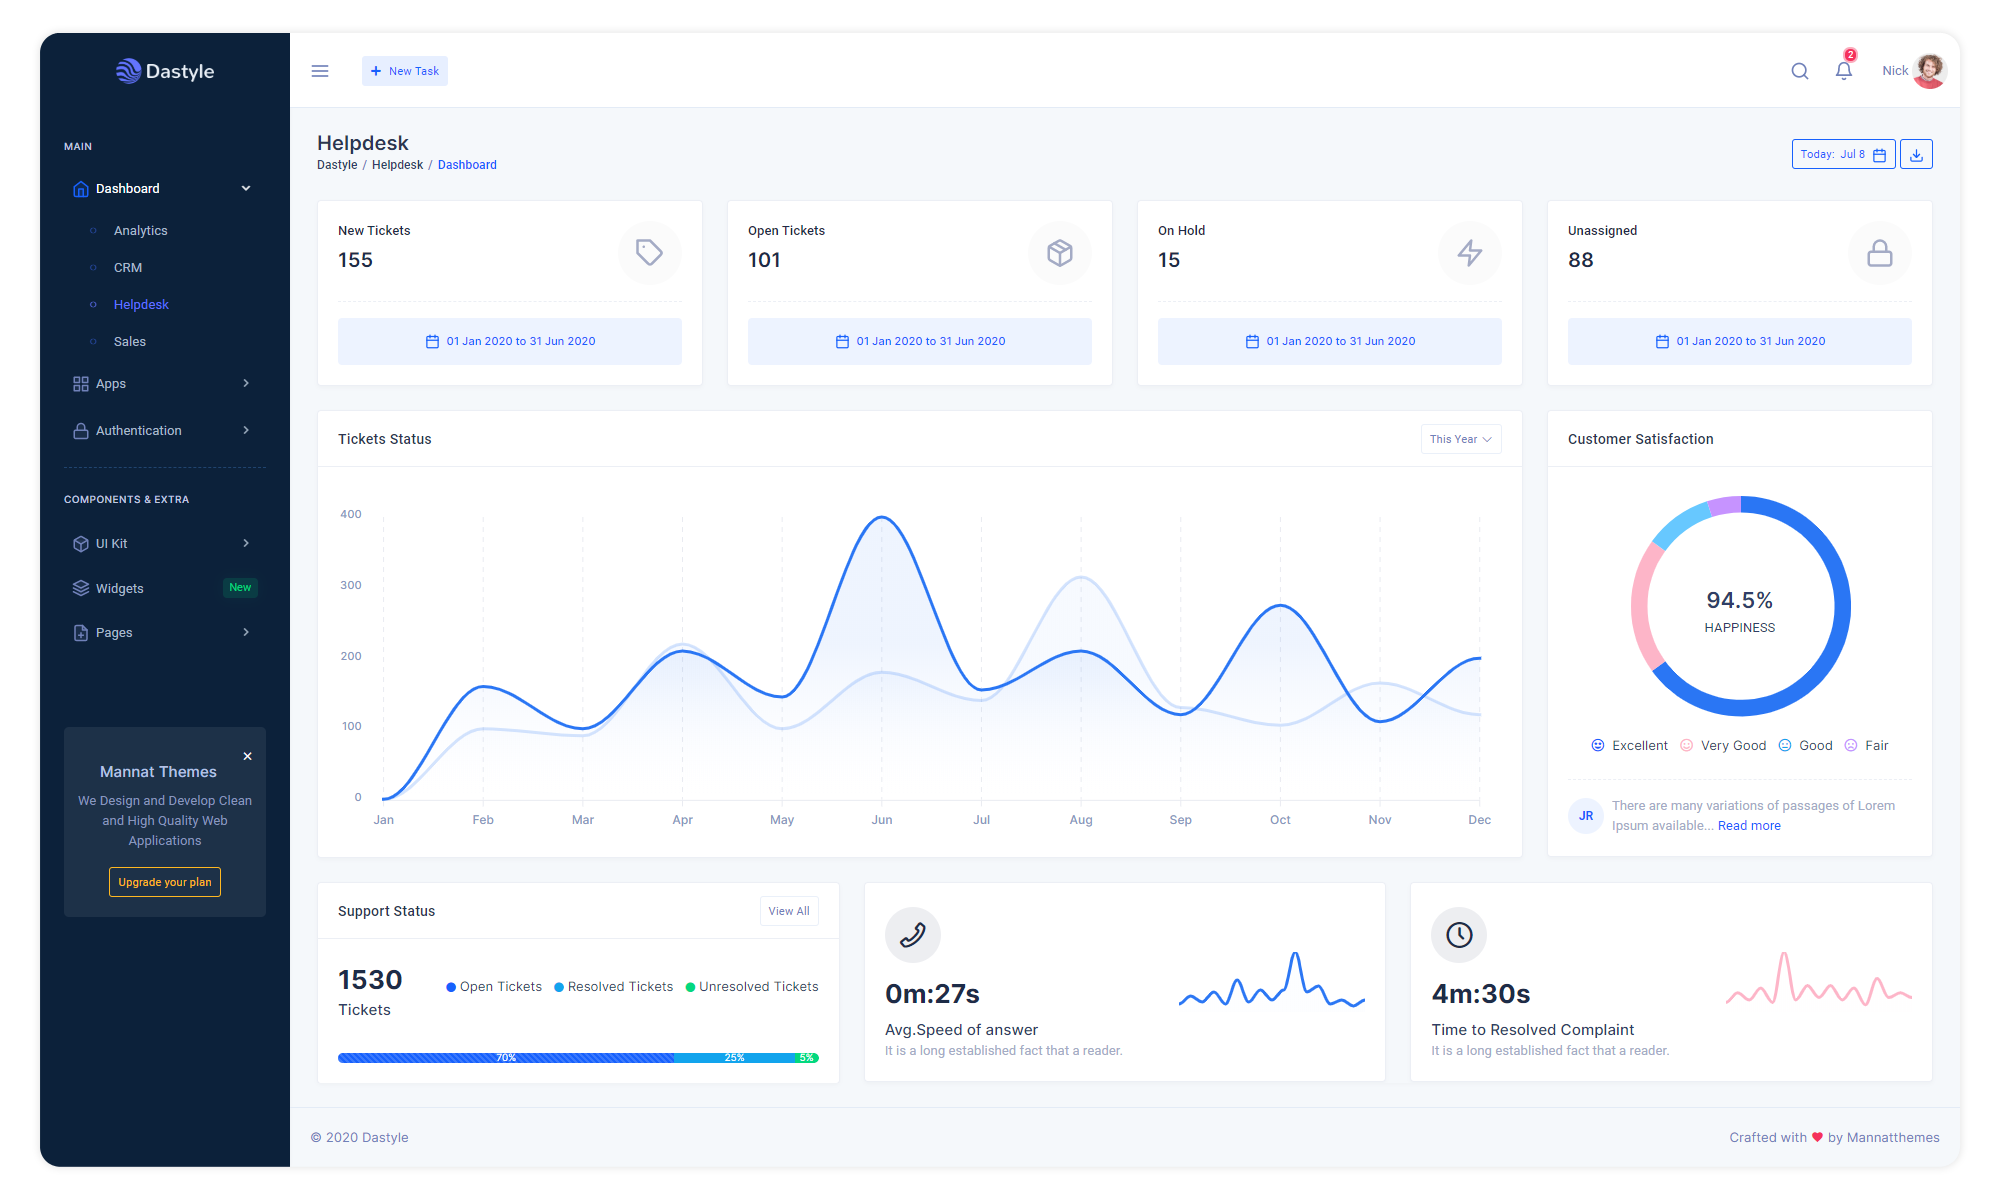 Dastyle
New Task
2
Nick
MAIN
Dashboard
Analytics
CRM
Helpdesk
Sales
Apps
Authentication
COMPONENTS & EXTRA
UI Kit
Widgets New
Pages
Mannat Themes
We Design and Develop Clean
and High Quality Web
Applications
Upgrade your plan
Helpdesk
Dastyle / Helpdesk / Dashboard
Today: Jul 8
New Tickets
155
01 Jan 2020 to 31 Jun 2020
Open Tickets
101
01 Jan 2020 to 31 Jun 2020
On Hold
15
01 Jan 2020 to 31 Jun 2020
Unassigned
88
01 Jan 2020 to 31 Jun 2020
Tickets Status
This Year
400
300
200
100
0
Jan Feb Mar Apr May Jun Jul Aug Sep Oct Nov Dec
Customer Satisfaction
94.5%
HAPPINESS
Excellent Very Good Good Fair
JR
There are many variations of passages of Lorem
Ipsum available... Read more
Support Status
View All
1530
Tickets
Open Tickets Resolved Tickets Unresolved Tickets
70% 25% 5%
0m:27s
Avg.Speed of answer
It is a long established fact that a reader.
4m:30s
Time to Resolved Complaint
It is a long established fact that a reader.
© 2020 Dastyle
Crafted with ♥ by Mannatthemes